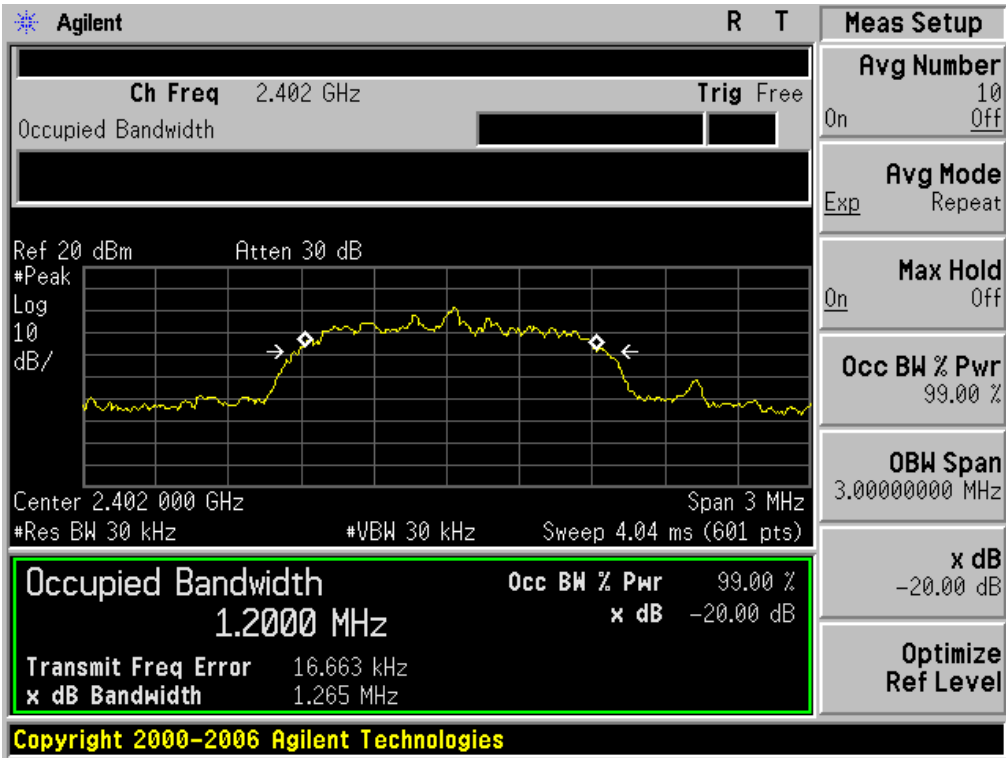 Agilent R T
Ch Freq 2.402 GHz Trig Free
Occupied Bandwidth
Ref 20 dBm Atten 30 dB
#Peak
Log
10
dB/
Center 2.402 000 GHz Span 3 MHz
#Res BW 30 kHz #VBW 30 kHz Sweep 4.04 ms (601 pts)
Occupied Bandwidth Occ BW % Pwr 99.00 %
1.2000 MHz x dB -20.00 dB
Transmit Freq Error 16.663 kHz
x dB Bandwidth 1.265 MHz
Copyright 2000-2006 Agilent Technologies
Meas Setup
Avg Number
10
On Off
Avg Mode
Exp Repeat
Max Hold
On Off
Occ BW % Pwr
99.00 %
OBW Span
3.00000000 MHz
x dB
-20.00 dB
Optimize
Ref Level